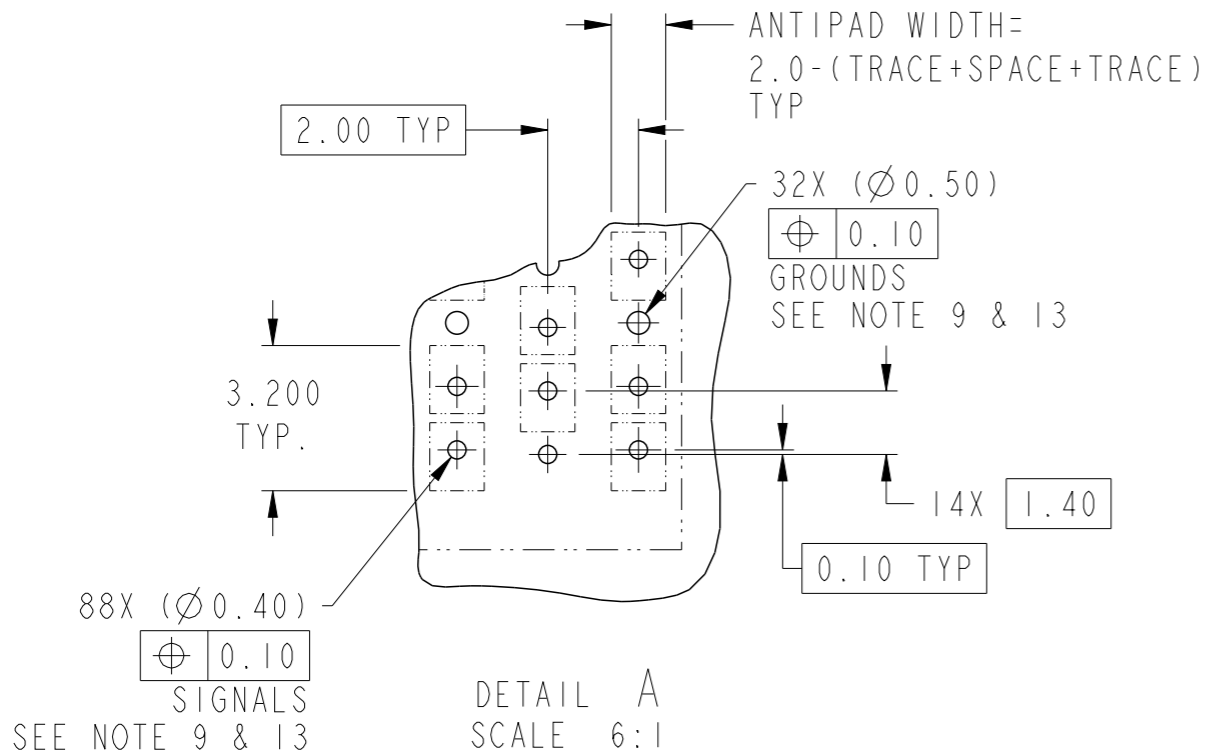 ANTIPAD WIDTH=
2.0-(TRACE+SPACE+TRACE)
TYP
2.00 TYP
32X (∅0.50)
⌖ 0.10
GROUNDS
SEE NOTE 9 & 13
3.200
TYP.
14X 1.40
0.10 TYP
88X (∅0.40)
⌖ 0.10
SIGNALS
SEE NOTE 9 & 13
DETAIL A
SCALE 6:1